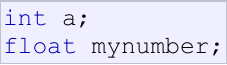 int a;
float mynumber;